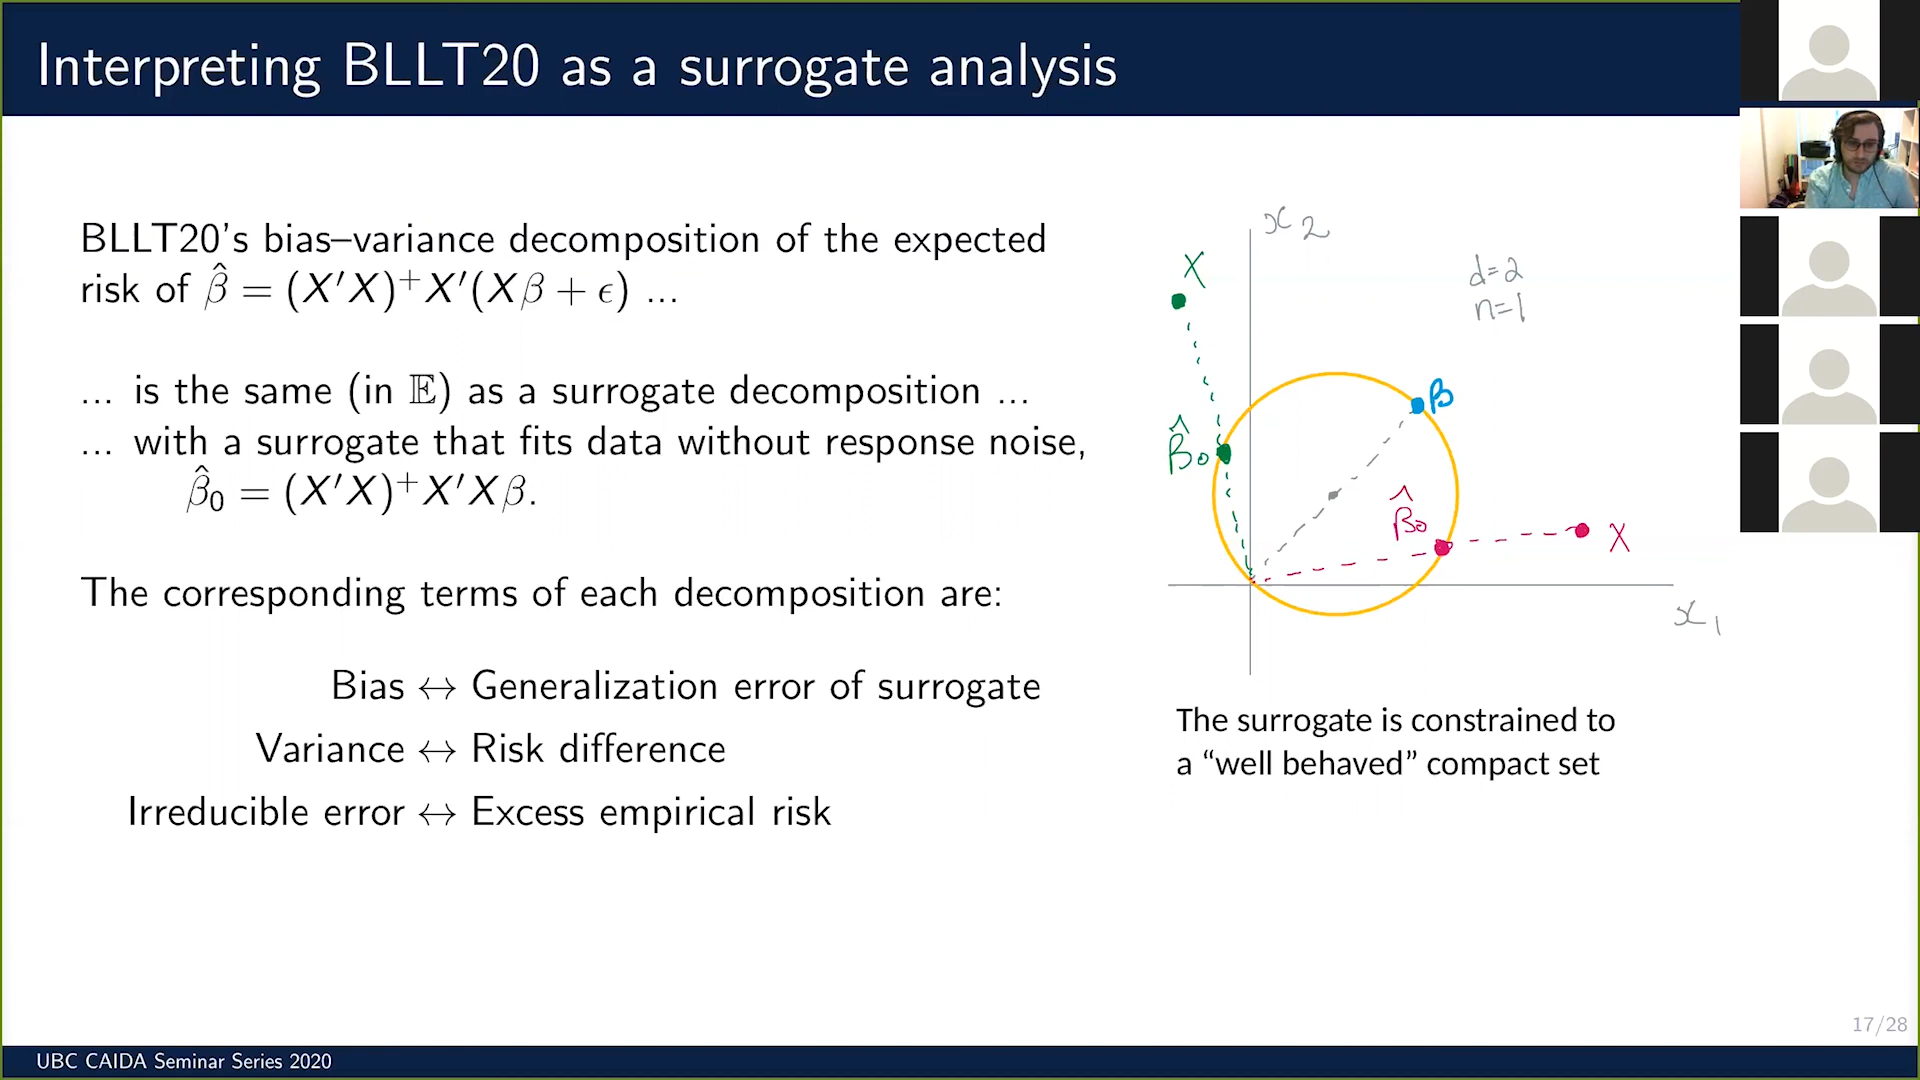 Interpreting BLLT20 as a surrogate analysis
BLLT20's bias–variance decomposition of the expected
risk of β̂ = (X′X)⁺X′(Xβ + ϵ) ...
... is the same (in 𝔼) as a surrogate decomposition ...
... with a surrogate that fits data without response noise,
β̂₀ = (X′X)⁺X′Xβ.
The corresponding terms of each decomposition are:
Bias ↔ Generalization error of surrogate
Variance ↔ Risk difference
Irreducible error ↔ Excess empirical risk
x₂
X
d=2
n=1
β
β̂₀
β̂₀
X
x₁
The surrogate is constrained to
a “well behaved” compact set
17/28
UBC CAIDA Seminar Series 2020